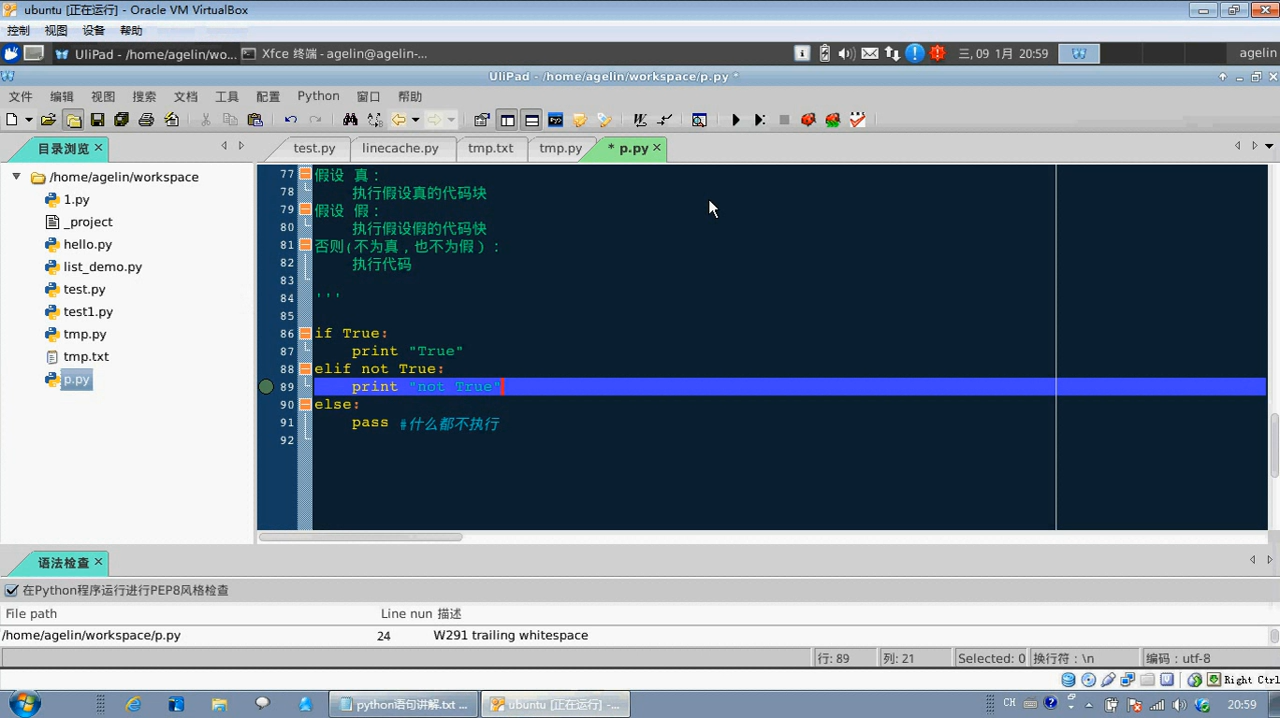 ubuntu [正在运行] - Oracle VM VirtualBox
控制 视图 设备 帮助
UliPad - /home/agelin/wo... Xfce 终端 - agelin@agelin-... 三, 09 1月 20:59 agelin
UliPad - /home/agelin/workspace/p.py *
文件 编辑 视图 搜索 文档 工具 配置 Python 窗口 帮助
目录浏览 test.py linecache.py tmp.txt tmp.py * p.py
/home/agelin/workspace
1.py
_project
hello.py
list_demo.py
test.py
test1.py
tmp.py
tmp.txt
p.py
77 假设 真：
78 执行假设真的代码块
79 假设 假：
80 执行假设假的代码快
81 否则(不为真，也不为假）：
82 执行代码
83
84 '''
85
86 if True:
87 print "True"
88 elif not True:
89 print "not True"
90 else:
91 pass #什么都不执行
92
语法检查
在Python程序运行进行PEP8风格检查
File path Line nun 描述
/home/agelin/workspace/p.py 24 W291 trailing whitespace
行: 89 列: 21 Selected: 0 换行符：\n 编码：utf-8
Right Ctrl
python语句讲解.txt ... ubuntu [正在运行] -... CH 20:59